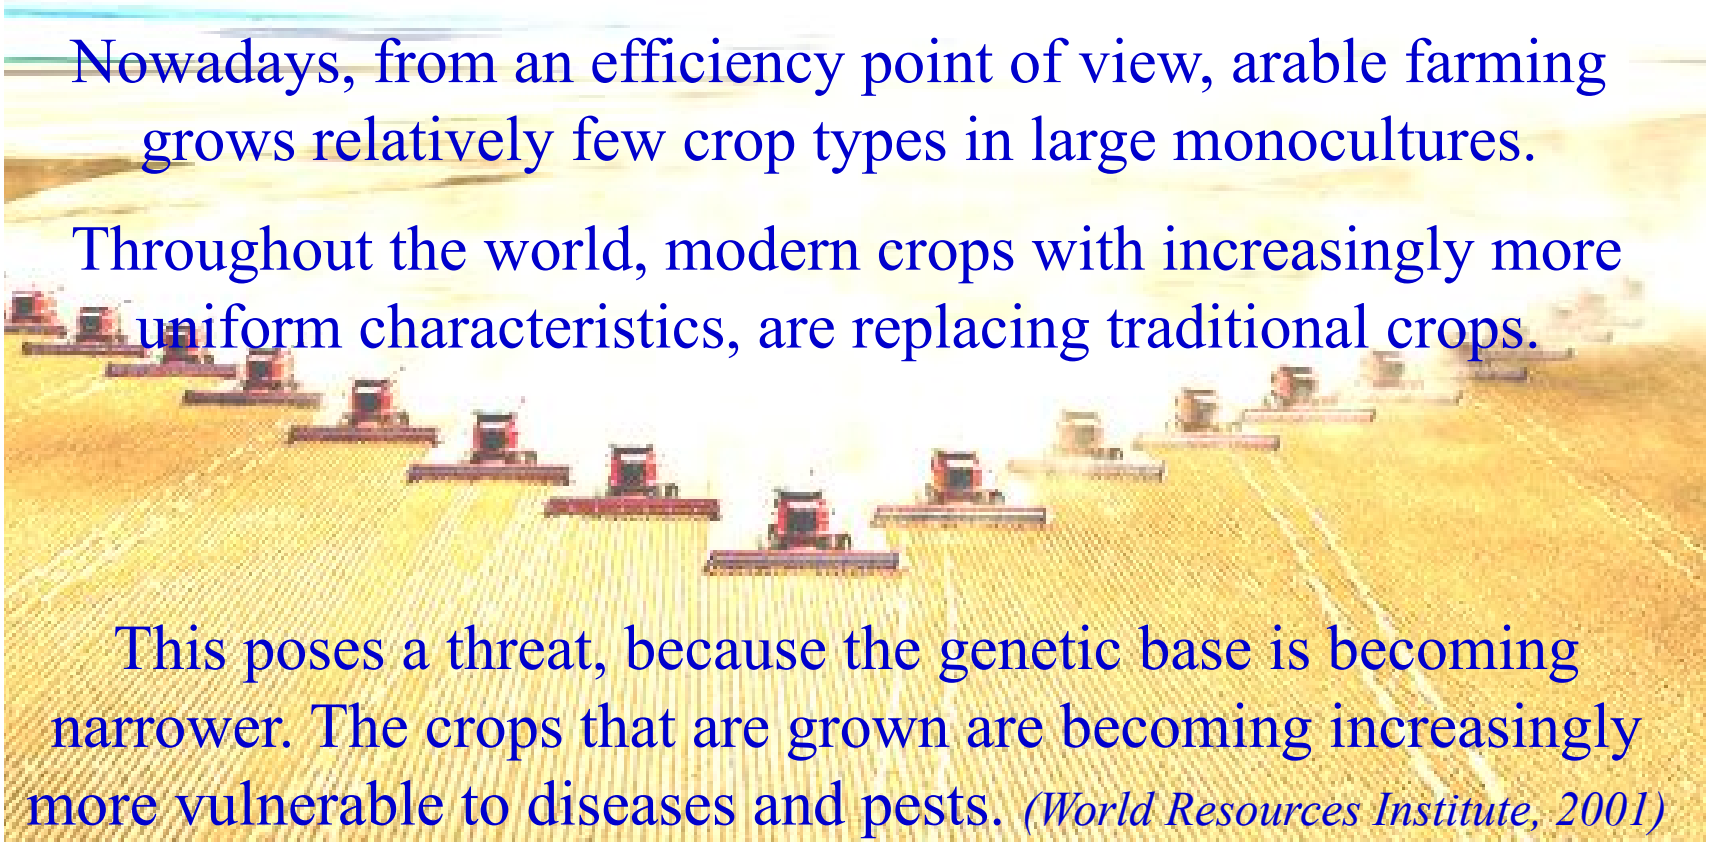 Nowadays, from an efficiency point of view, arable farming
grows relatively few crop types in large monocultures.
Throughout the world, modern crops with increasingly more
uniform characteristics, are replacing traditional crops.
This poses a threat, because the genetic base is becoming
narrower. The crops that are grown are becoming increasingly
more vulnerable to diseases and pests. (World Resources Institute, 2001)